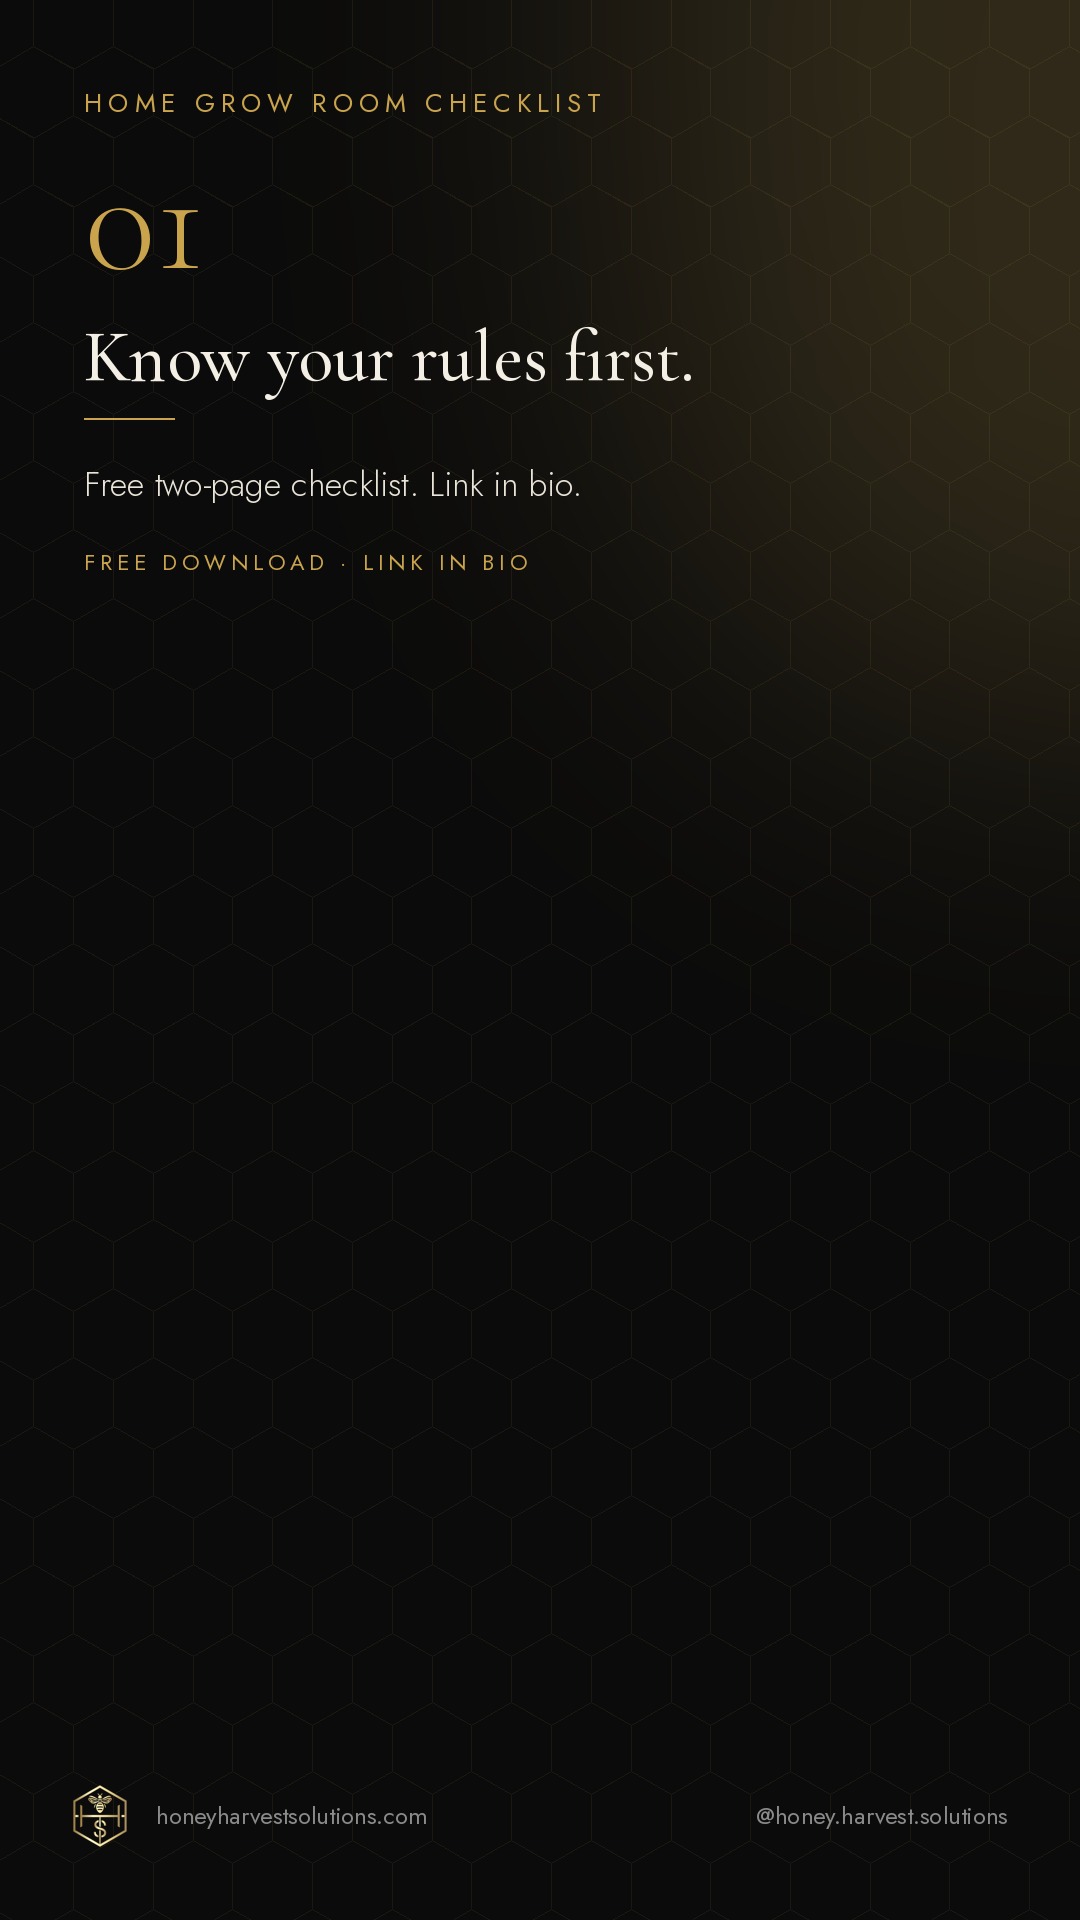 HOME GROW ROOM CHECKLIST
01
Know your rules first.
Free two-page checklist. Link in bio.
FREE DOWNLOAD · LINK IN BIO
H H
S
honeyharvestsolutions.com
@honey.harvest.solutions